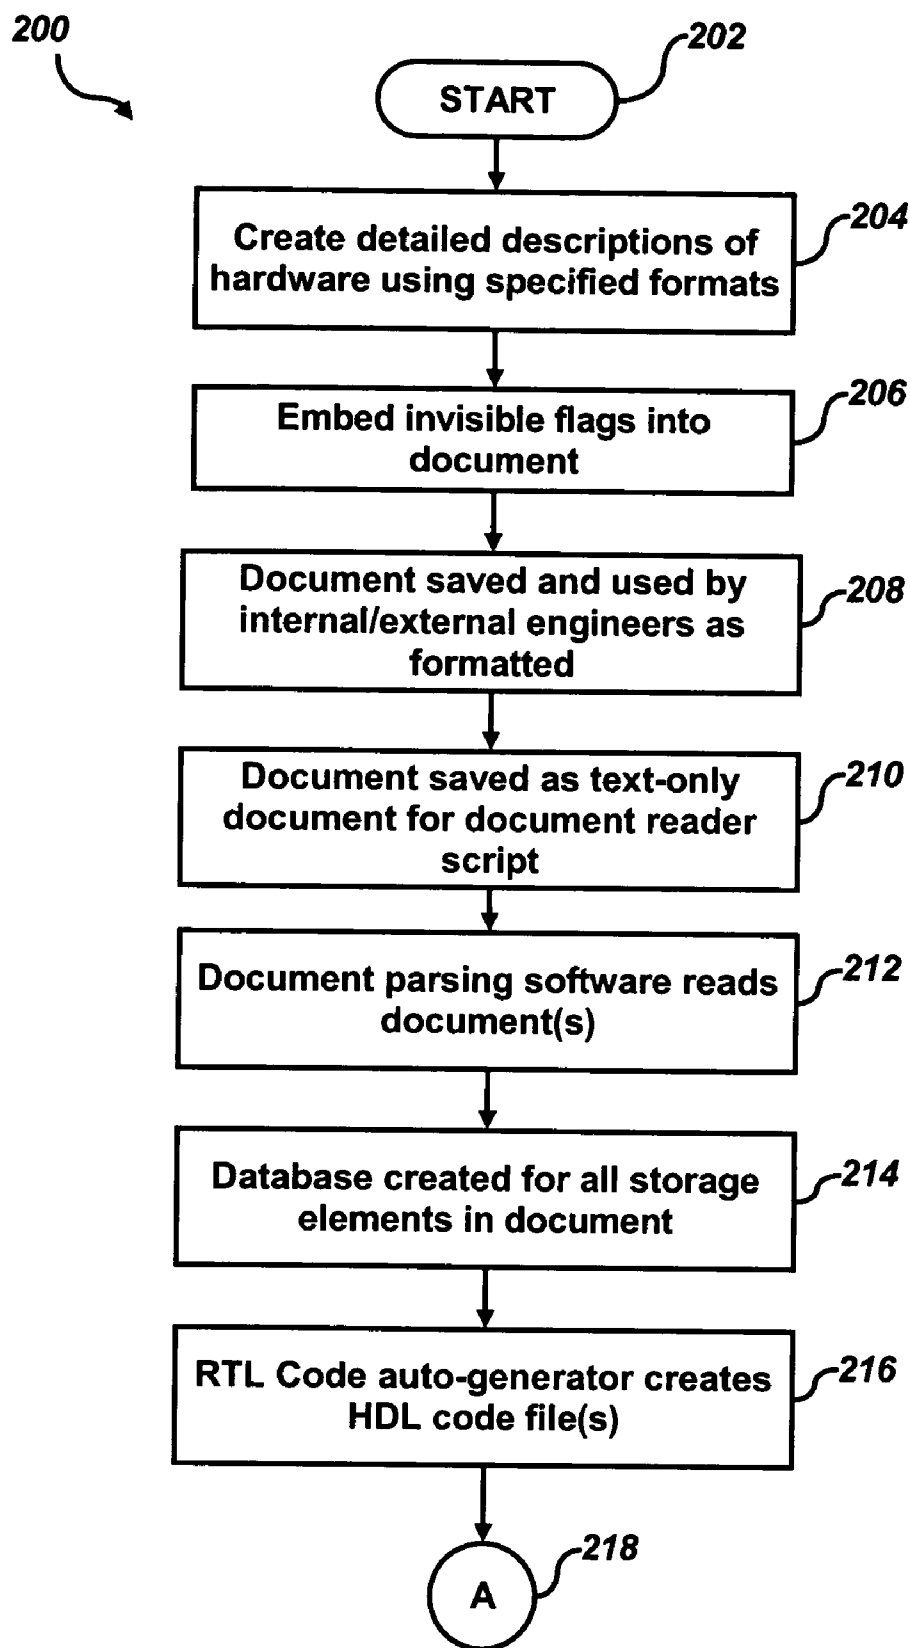 200
202
START
204
Create detailed descriptions of
hardware using specified formats
206
Embed invisible flags into
document
208
Document saved and used by
internal/external engineers as
formatted
210
Document saved as text-only
document for document reader
script
212
Document parsing software reads
document(s)
214
Database created for all storage
elements in document
216
RTL Code auto-generator creates
HDL code file(s)
218
A